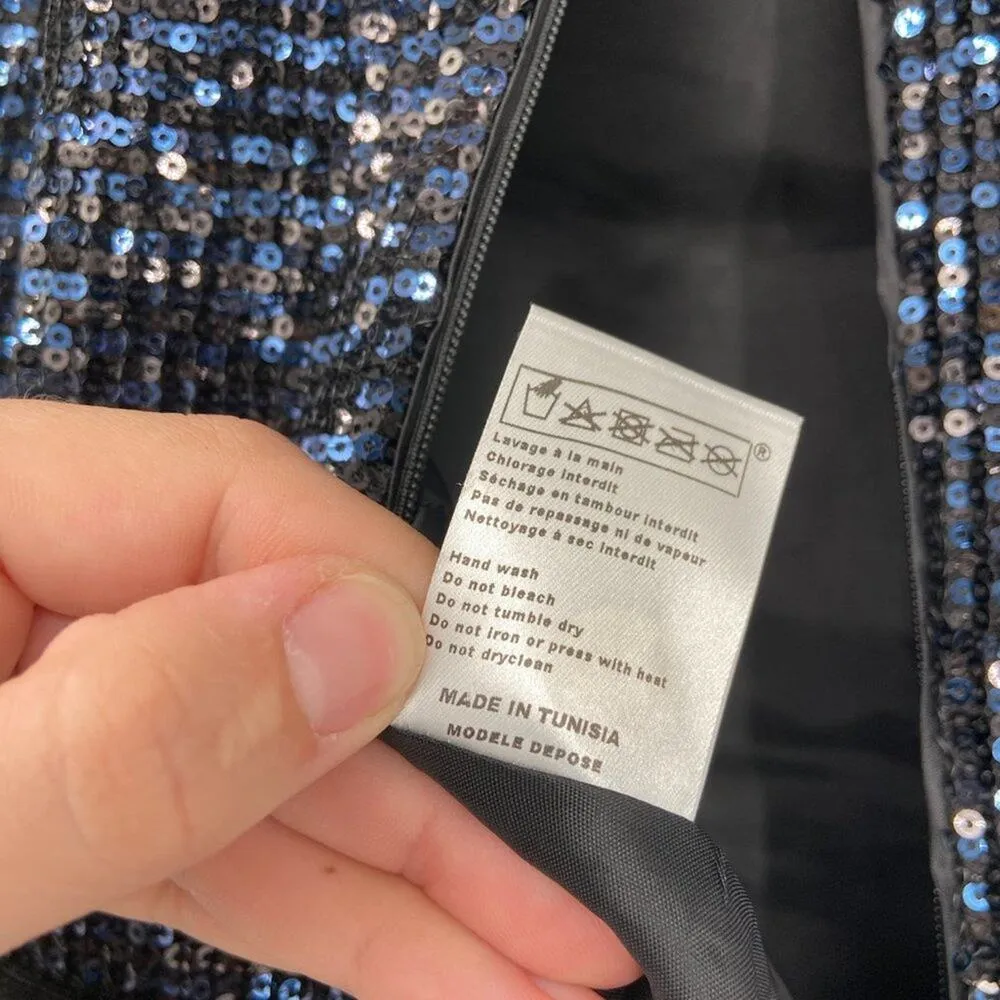 ®
Lavage à la main
Chlorage interdit
Séchage en tambour interdit
Pas de repassage ni de vapeur
Nettoyage à sec interdit
Hand wash
Do not bleach
Do not tumble dry
Do not iron or press with heat
Do not dryclean
MADE IN TUNISIA
MODELE DEPOSE